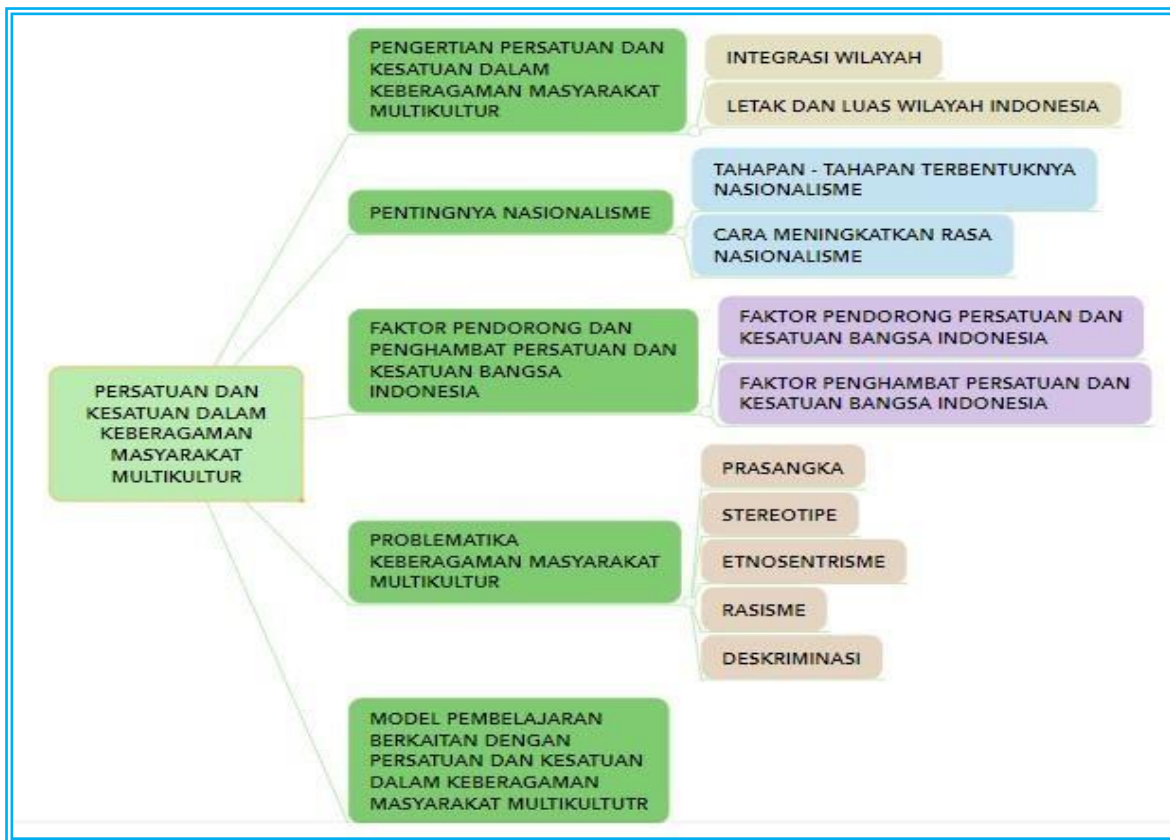 PERSATUAN DAN
KESATUAN DALAM
KEBERAGAMAN
MASYARAKAT
MULTIKULTUR
PENGERTIAN PERSATUAN DAN
KESATUAN DALAM
KEBERAGAMAN MASYARAKAT
MULTIKULTUR
INTEGRASI WILAYAH
LETAK DAN LUAS WILAYAH INDONESIA
PENTINGNYA NASIONALISME
TAHAPAN - TAHAPAN TERBENTUKNYA
NASIONALISME
CARA MENINGKATKAN RASA
NASIONALISME
FAKTOR PENDORONG DAN
PENGHAMBAT PERSATUAN DAN
KESATUAN BANGSA
INDONESIA
FAKTOR PENDORONG PERSATUAN DAN
KESATUAN BANGSA INDONESIA
FAKTOR PENGHAMBAT PERSATUAN DAN
KESATUAN BANGSA INDONESIA
PROBLEMATIKA
KEBERAGAMAN MASYARAKAT
MULTIKULTUR
PRASANGKA
STEREOTIPE
ETNOSENTRISME
RASISME
DESKRIMINASI
MODEL PEMBELAJARAN
BERKAITAN DENGAN
PERSATUAN DAN KESATUAN
DALAM KEBERAGAMAN
MASYARAKAT MULTIKULTUTR